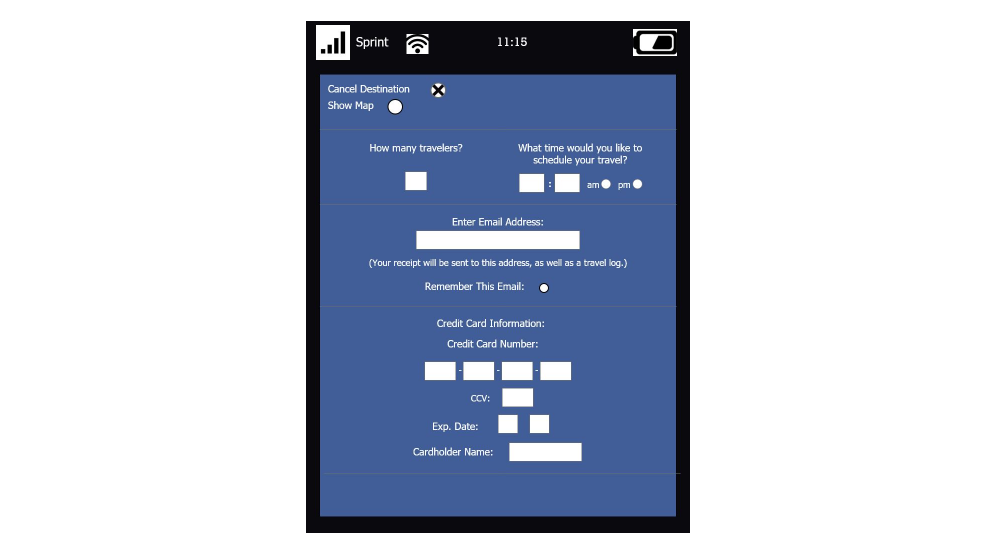 Sprint 11:15
Cancel Destination
Show Map
How many travelers?
What time would you like to
schedule your travel?
: am pm
Enter Email Address:
(Your receipt will be sent to this address, as well as a travel log.)
Remember This Email:
Credit Card Information:
Credit Card Number:
- - -
CCV:
Exp. Date:
Cardholder Name: